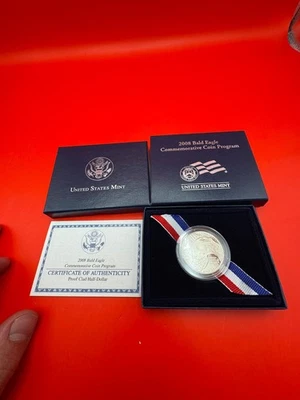 2008 Bald Eagle
Commemorative Coin Program
UNITED STATES MINT
UNITED STATES MINT
2008 Bald Eagle
Commemorative Coin Program
CERTIFICATE OF AUTHENTICITY
Proof Clad Half-Dollar